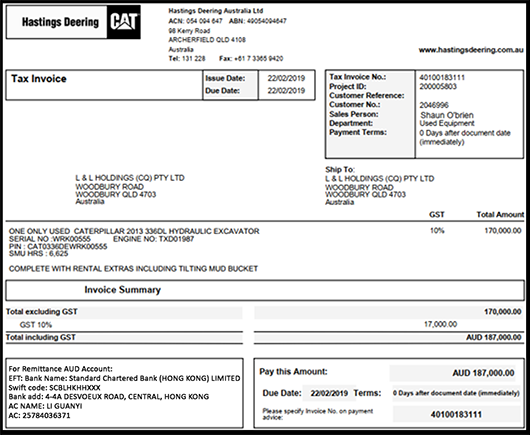 Hastings Deering CAT
Hastings Deering Australia Ltd
ACN: 054 094 647 ABN: 49054094647
98 Kerry Road
ARCHERFIELD QLD 4108
Australia
Tel: 131 228 Fax: +61 7 3365 9420
www.hastingsdeering.com.au
Tax Invoice
Issue Date: 22/02/2019
Due Date: 22/02/2019
Tax Invoice No.: 40100183111
Project ID: 200005803
Customer Reference:
Customer No.: 2046996
Sales Person: Shaun O'brien
Department: Used Equipment
Payment Terms: 0 Days after document date
(immediately)
L & L HOLDINGS (CQ) PTY LTD
WOODBURY ROAD
WOODBURY QLD 4703
Australia
Ship To:
L & L HOLDINGS (CQ) PTY LTD
WOODBURY ROAD
WOODBURY QLD 4703
Australia
GST Total Amount
ONE ONLY USED CATERPILLAR 2013 336DL HYDRAULIC EXCAVATOR 10% 170,000.00
SERIAL NO :WRK00555 ENGINE NO: TXD01987
PIN : CAT0336DEWRK00555
SMU HRS : 6,625
COMPLETE WITH RENTAL EXTRAS INCLUDING TILTING MUD BUCKET
Invoice Summary
Total excluding GST 170,000.00
GST 10% 17,000.00
Total including GST AUD 187,000.00
For Remittance AUD Account:
EFT: Bank Name: Standard Chartered Bank (HONG KONG) LIMITED
Swift code: SCBLHKHHXXX
Bank add: 4-4A DESVOEUX ROAD, CENTRAL, HONG KONG
AC NAME: LI GUANYI
AC: 25784036371
Pay this Amount: AUD 187,000.00
Due Date: 22/02/2019 Terms: 0 Days after document date (immediately)
Please specify Invoice No. on payment
advice: 40100183111